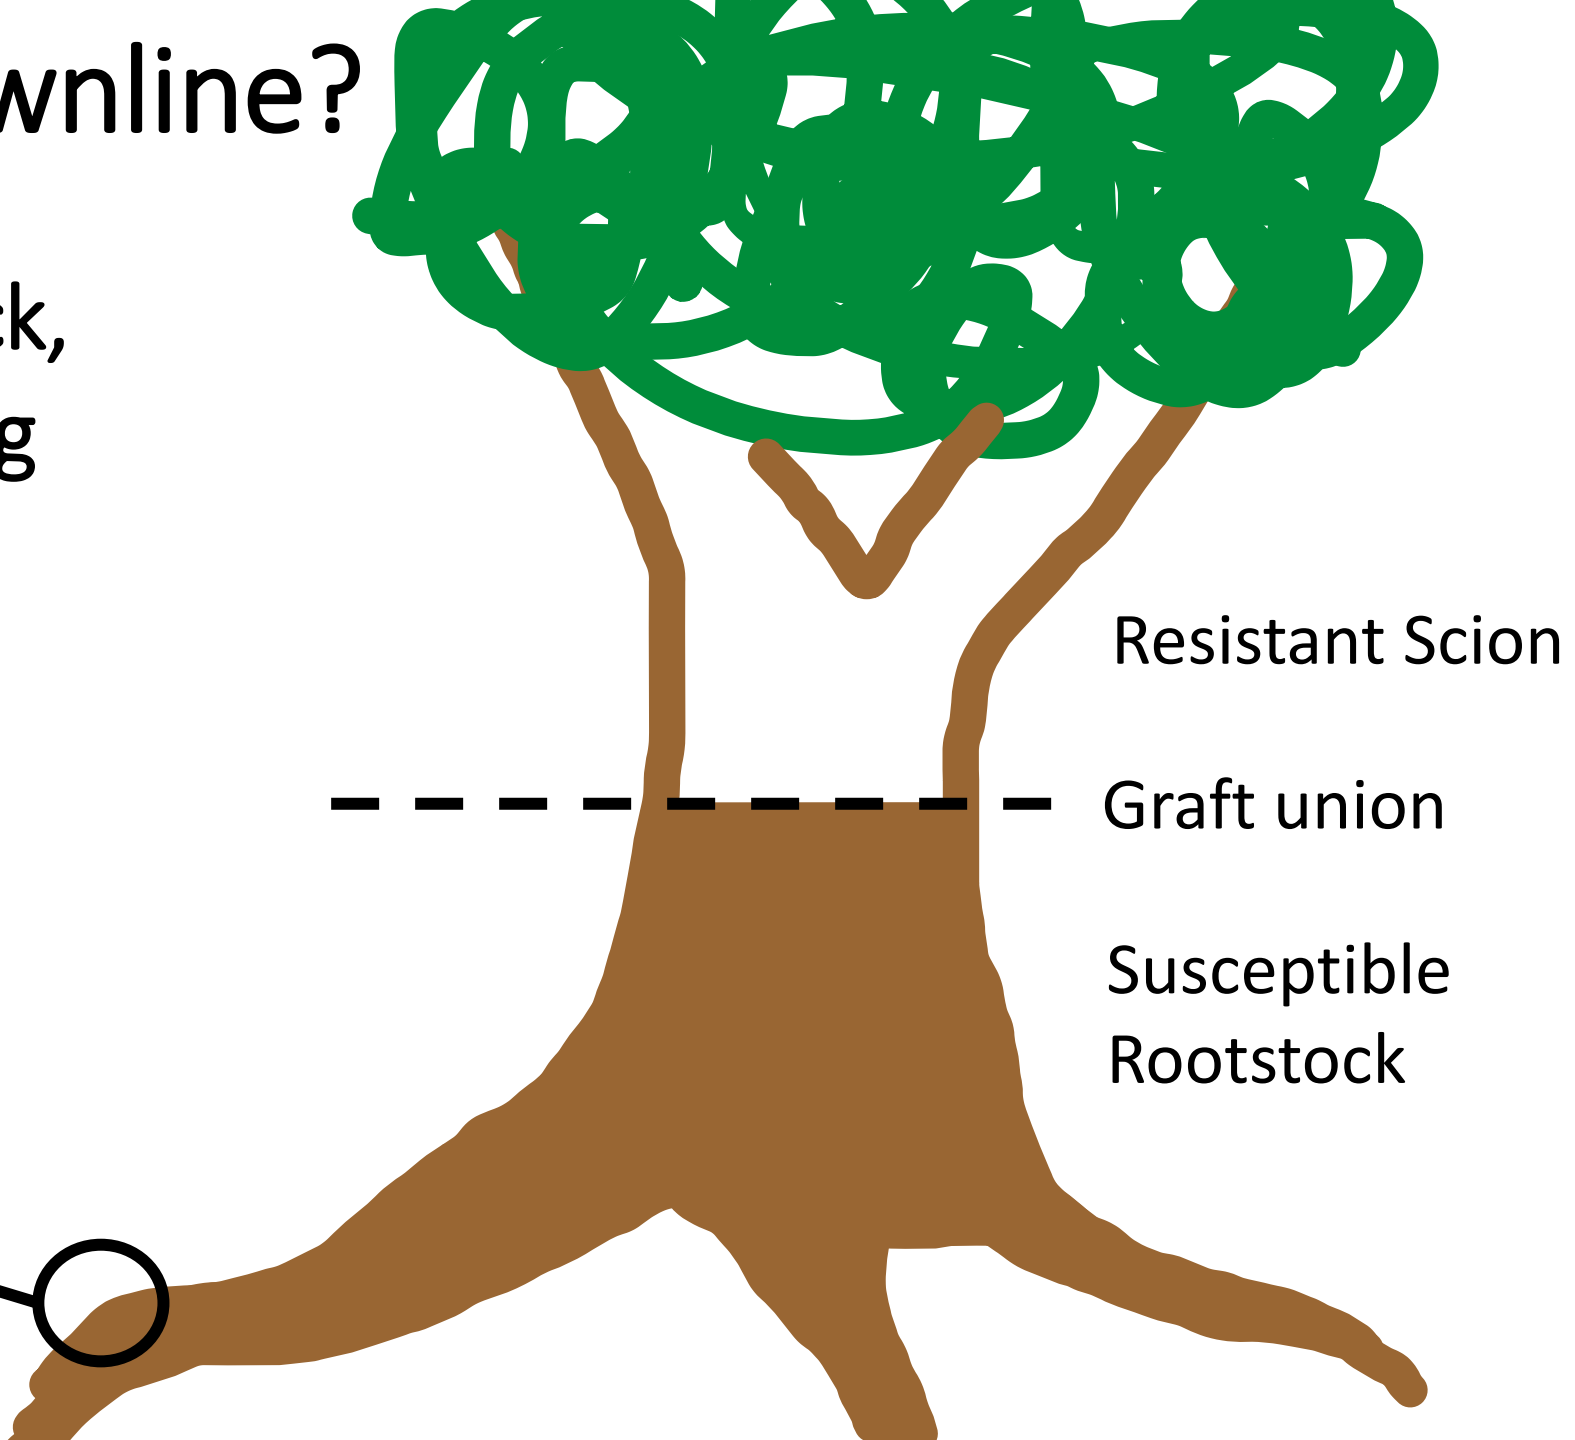 wnline?
k,
g
Resistant Scion
Graft union
Susceptible
Rootstock